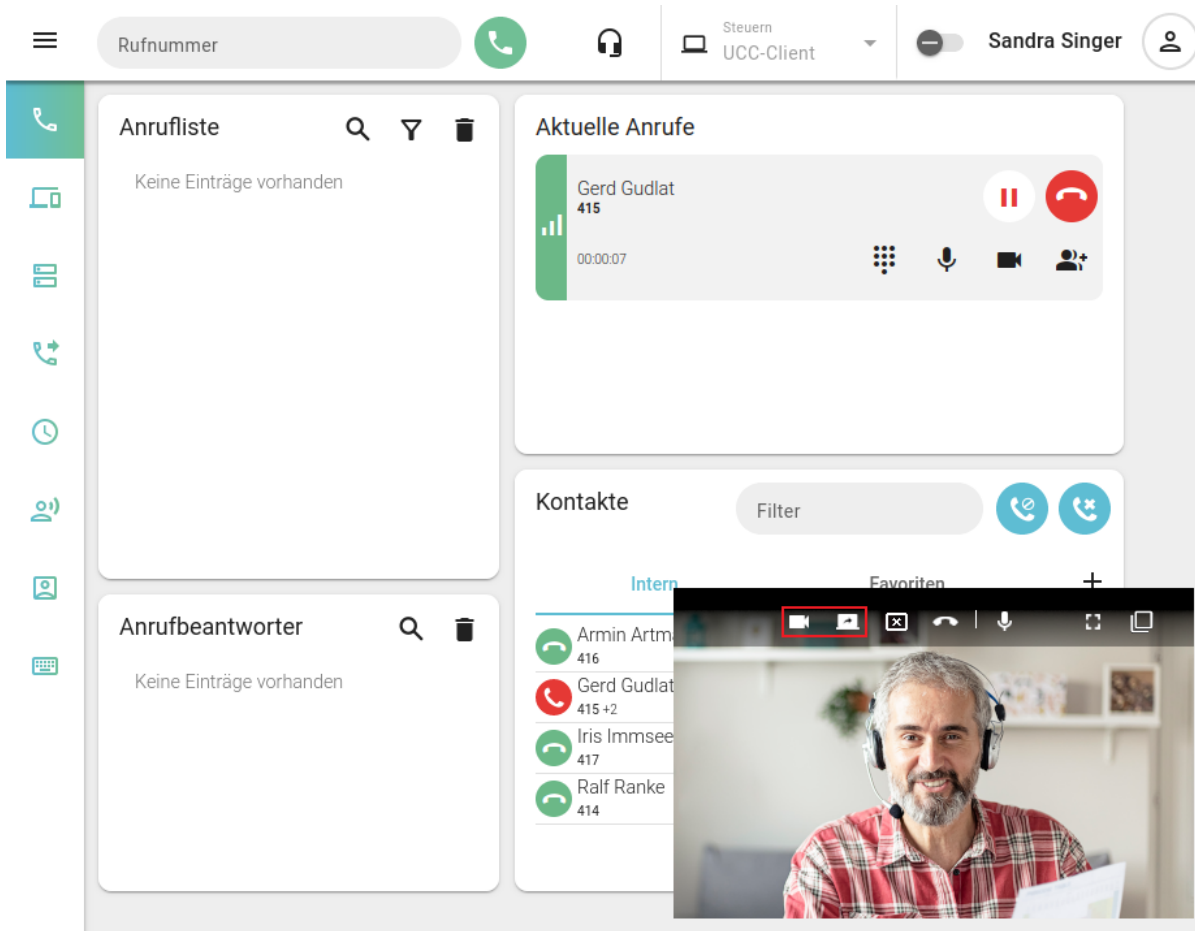 Rufnummer
Steuern
UCC-Client
Sandra Singer
Anrufliste
Keine Einträge vorhanden
Aktuelle Anrufe
Gerd Gudlat
415
00:00:07
Kontakte
Filter
Intern
Favoriten
Armin Artm
416
Gerd Gudlat
415 +2
Iris Immsee
417
Ralf Ranke
414
Anrufbeantworter
Keine Einträge vorhanden